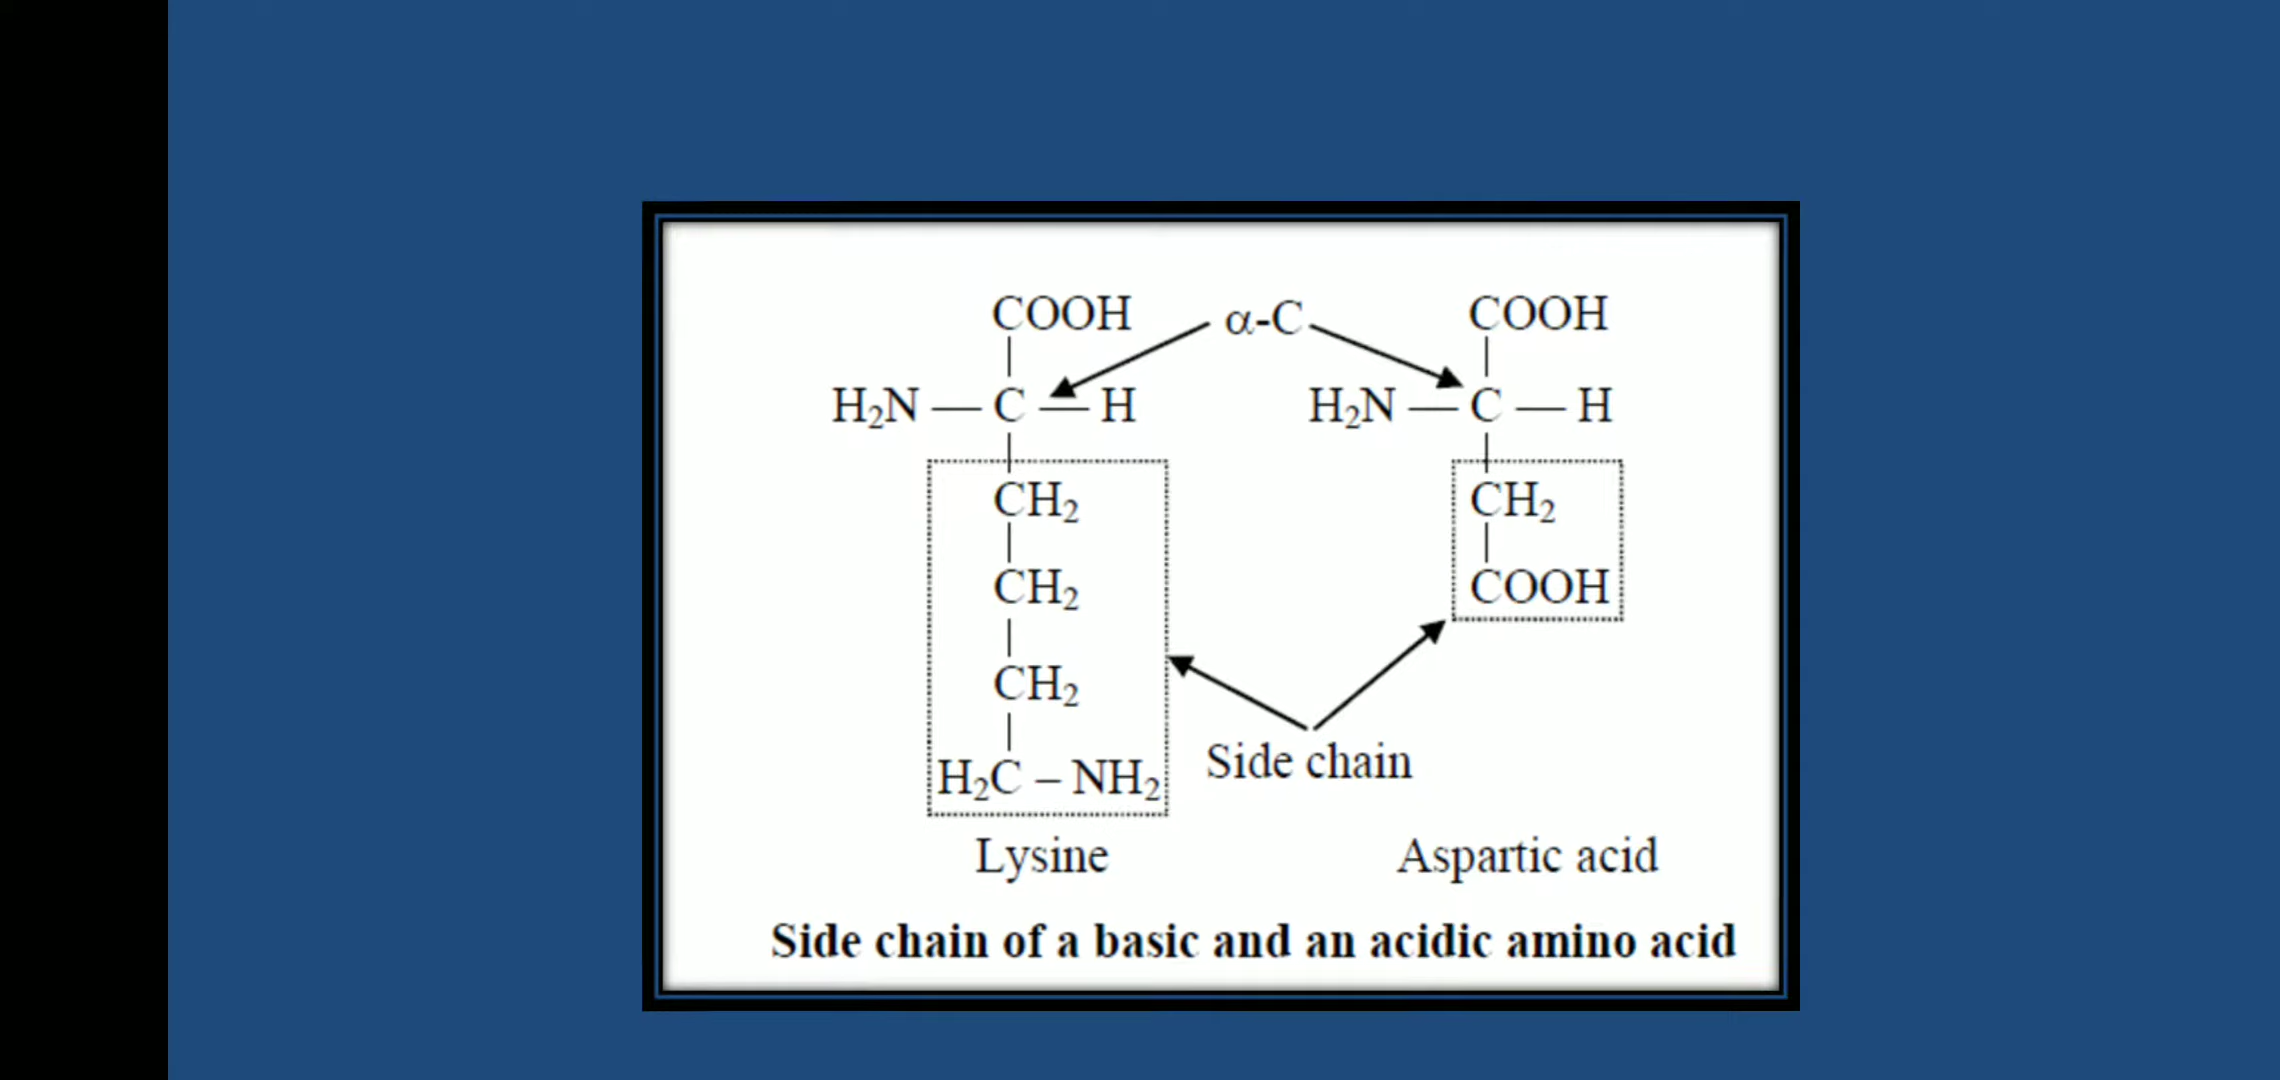 COOH α-C COOH
H₂N — C — H H₂N — C — H
CH₂ CH₂
CH₂ COOH
CH₂
H₂C – NH₂ Side chain
Lysine Aspartic acid
Side chain of a basic and an acidic amino acid